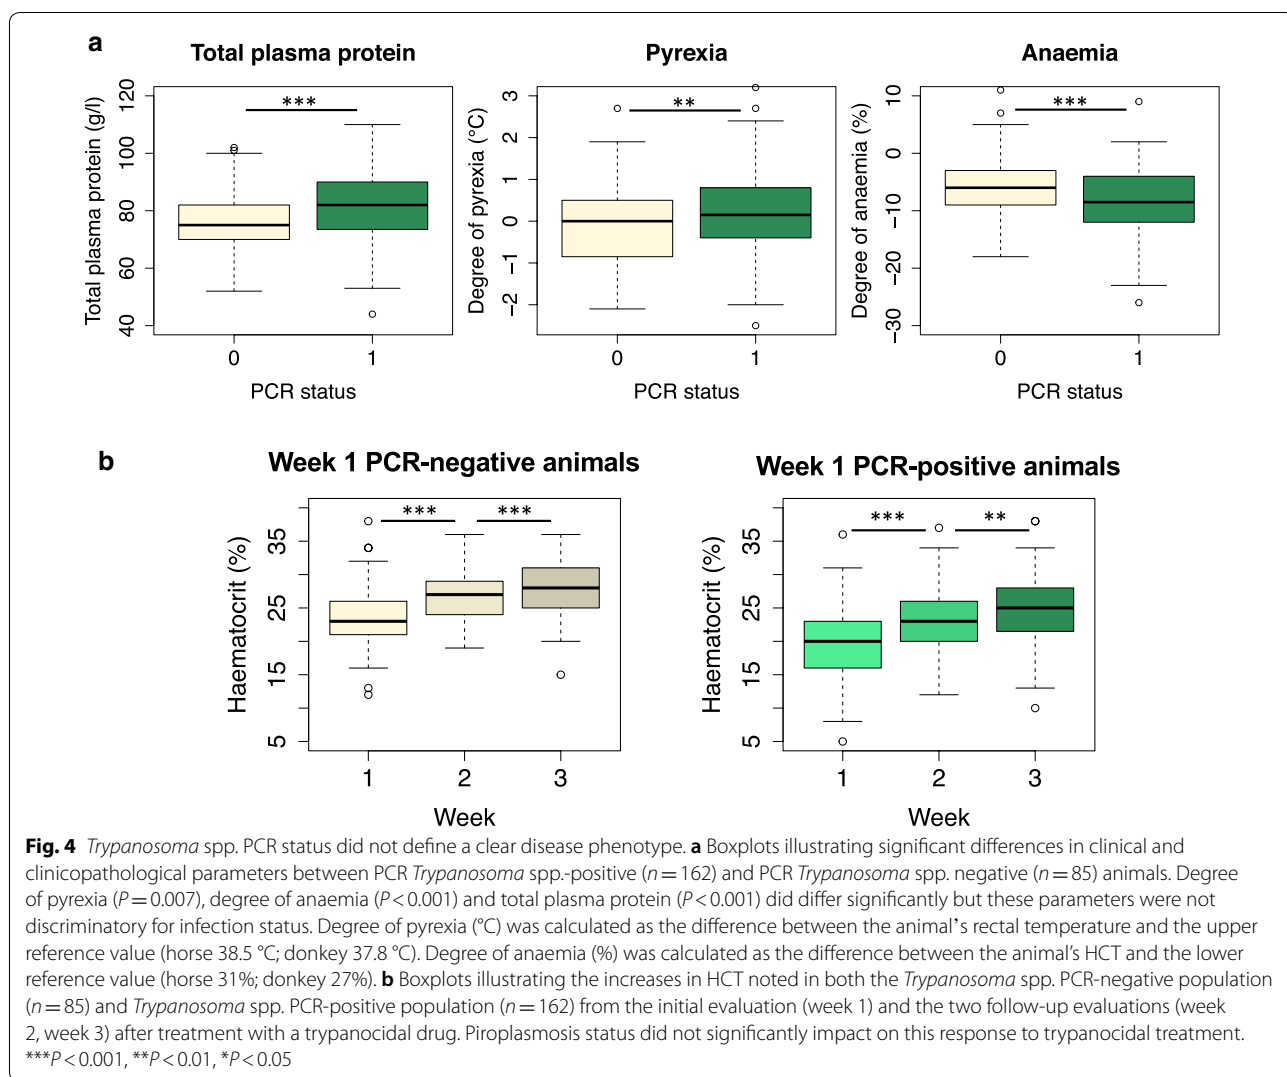 a
Total plasma protein
Pyrexia
Anaemia
Total plasma protein (g/l)
120
100
80
60
40
***
0
1
PCR status
Degree of pyrexia (°C)
3
2
1
0
−1
−2
**
0
1
PCR status
Degree of anaemia (%)
10
0
−10
−20
−30
***
0
1
PCR status
b
Week 1 PCR-negative animals
Week 1 PCR-positive animals
Haematocrit (%)
35
25
15
5
***
***
1
2
3
Week
Haematocrit (%)
35
25
15
5
***
**
1
2
3
Week
Fig. 4 Trypanosoma spp. PCR status did not define a clear disease phenotype. a Boxplots illustrating significant differences in clinical and
clinicopathological parameters between PCR Trypanosoma spp.-positive (n = 162) and PCR Trypanosoma spp. negative (n = 85) animals. Degree
of pyrexia (P = 0.007), degree of anaemia (P < 0.001) and total plasma protein (P < 0.001) did differ significantly but these parameters were not
discriminatory for infection status. Degree of pyrexia (°C) was calculated as the difference between the animal's rectal temperature and the upper
reference value (horse 38.5 °C; donkey 37.8 °C). Degree of anaemia (%) was calculated as the difference between the animal's HCT and the lower
reference value (horse 31%; donkey 27%). b Boxplots illustrating the increases in HCT noted in both the Trypanosoma spp. PCR-negative population
(n = 85) and Trypanosoma spp. PCR-positive population (n = 162) from the initial evaluation (week 1) and the two follow-up evaluations (week
2, week 3) after treatment with a trypanocidal drug. Piroplasmosis status did not significantly impact on this response to trypanocidal treatment.
***P < 0.001, **P < 0.01, *P < 0.05